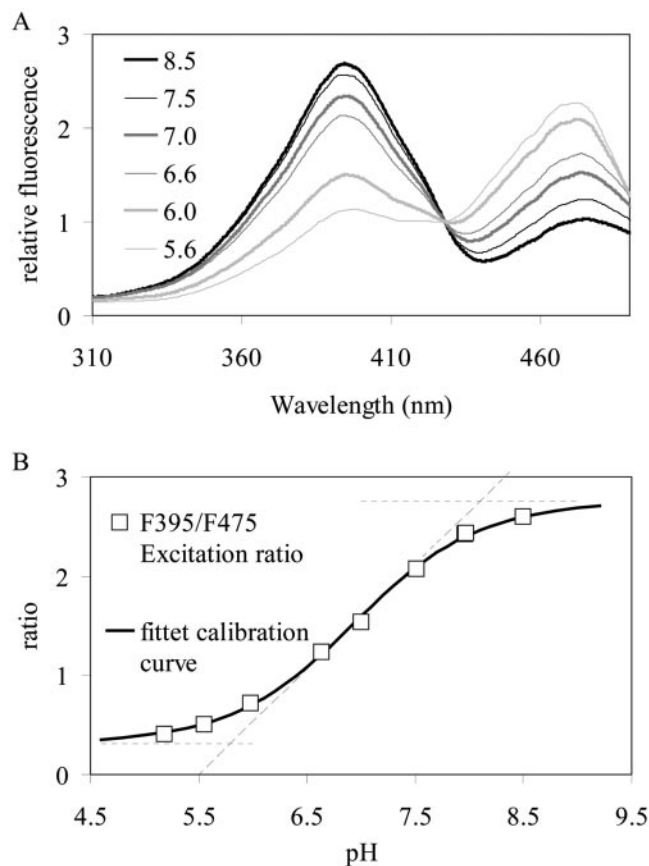 A
3
2
1
0
relative fluorescence
8.5
7.5
7.0
6.6
6.0
5.6
310 360 410 460
Wavelength (nm)
B
3
2
1
0
ratio
F395/F475
Excitation ratio
fittet calibration
curve
4.5 5.5 6.5 7.5 8.5 9.5
pH